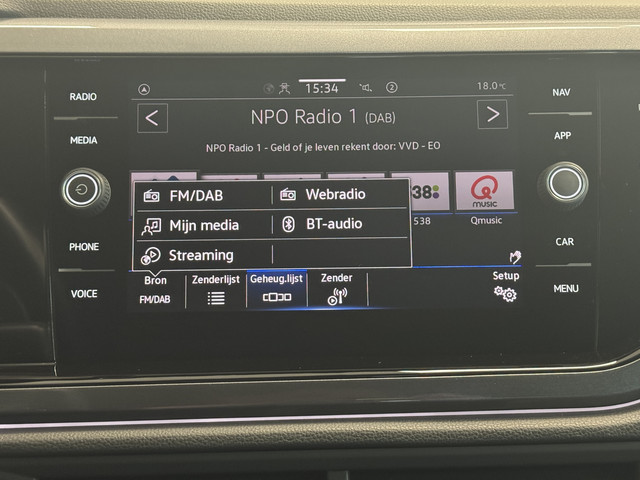 RADIO
MEDIA
PHONE
VOICE
NAV
APP
CAR
MENU
15:34
2
18.0°C
NPO Radio 1 (DAB)
NPO Radio 1 - Geld of je leven rekent door: VVD - EO
FM/DAB
Webradio
Mijn media
BT-audio
Streaming
38:
538
Q
music
Qmusic
Bron
FM/DAB
Zenderlijst
Geheug.lijst
Zender
Setup